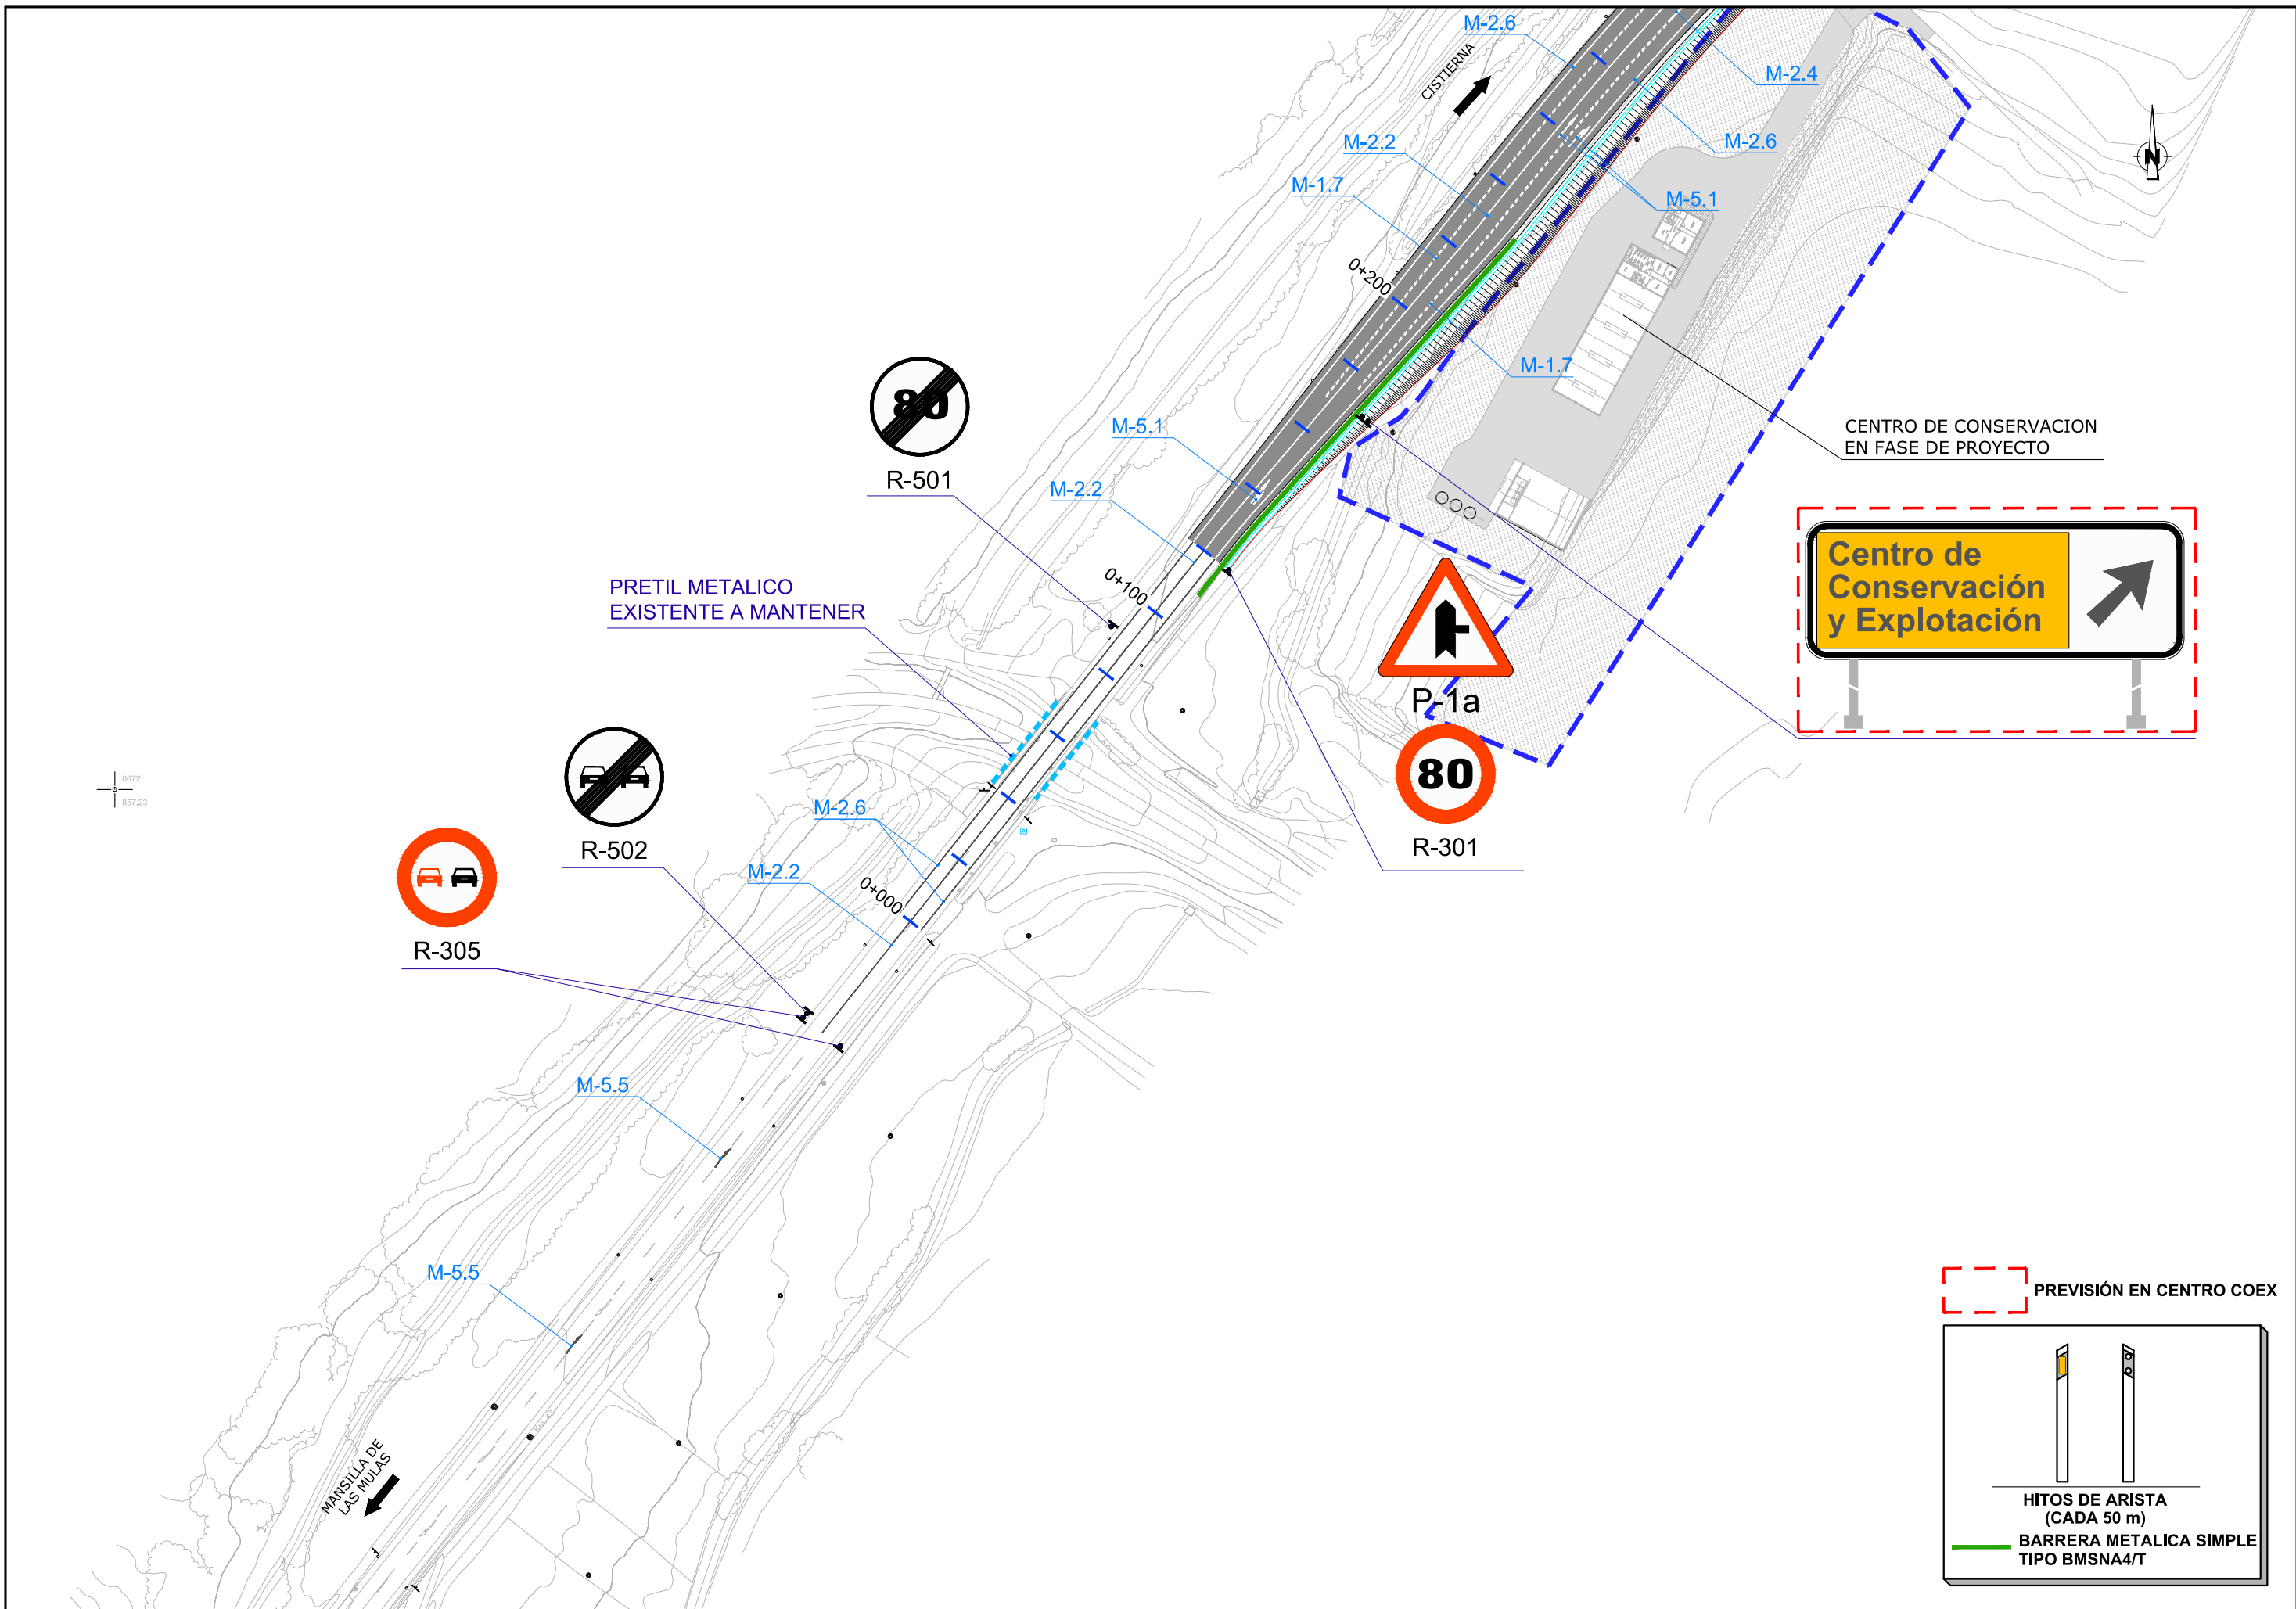 M-2.6
CISTIERNA
M-2.4
M-2.2
M-2.6
N
M-1.7
M-5.1
0+200
80
M-1.7
M-5.1
CENTRO DE CONSERVACION
EN FASE DE PROYECTO
R-501
M-2.2
Centro de
Conservación
y Explotación
0+100
PRETIL METALICO
EXISTENTE A MANTENER
P-1a
80
0672
857.23
M-2.6
R-502
R-301
M-2.2
0+000
R-305
M-5.5
M-5.5
PREVISIÓN EN CENTRO COEX
MANSILLA DE
LAS MULAS
HITOS DE ARISTA
(CADA 50 m)
BARRERA METALICA SIMPLE
TIPO BMSNA4/T